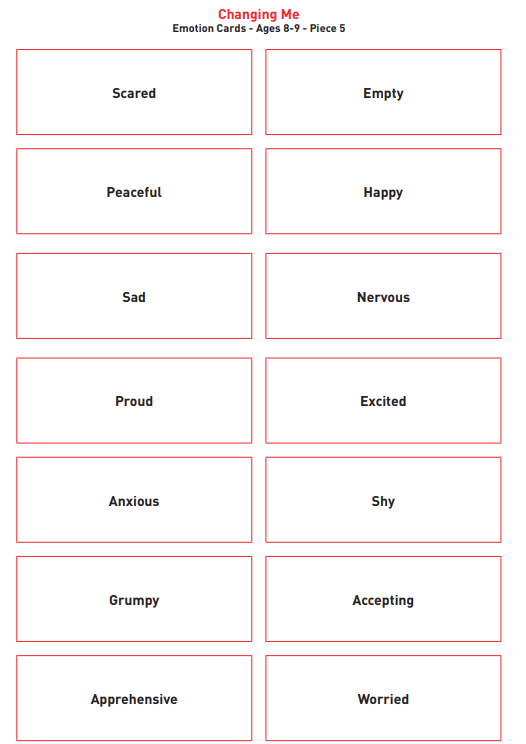 Changing Me
Emotion Cards - Ages 8-9 - Piece 5
Scared
Empty
Peaceful
Happy
Sad
Nervous
Proud
Excited
Anxious
Shy
Grumpy
Accepting
Apprehensive
Worried